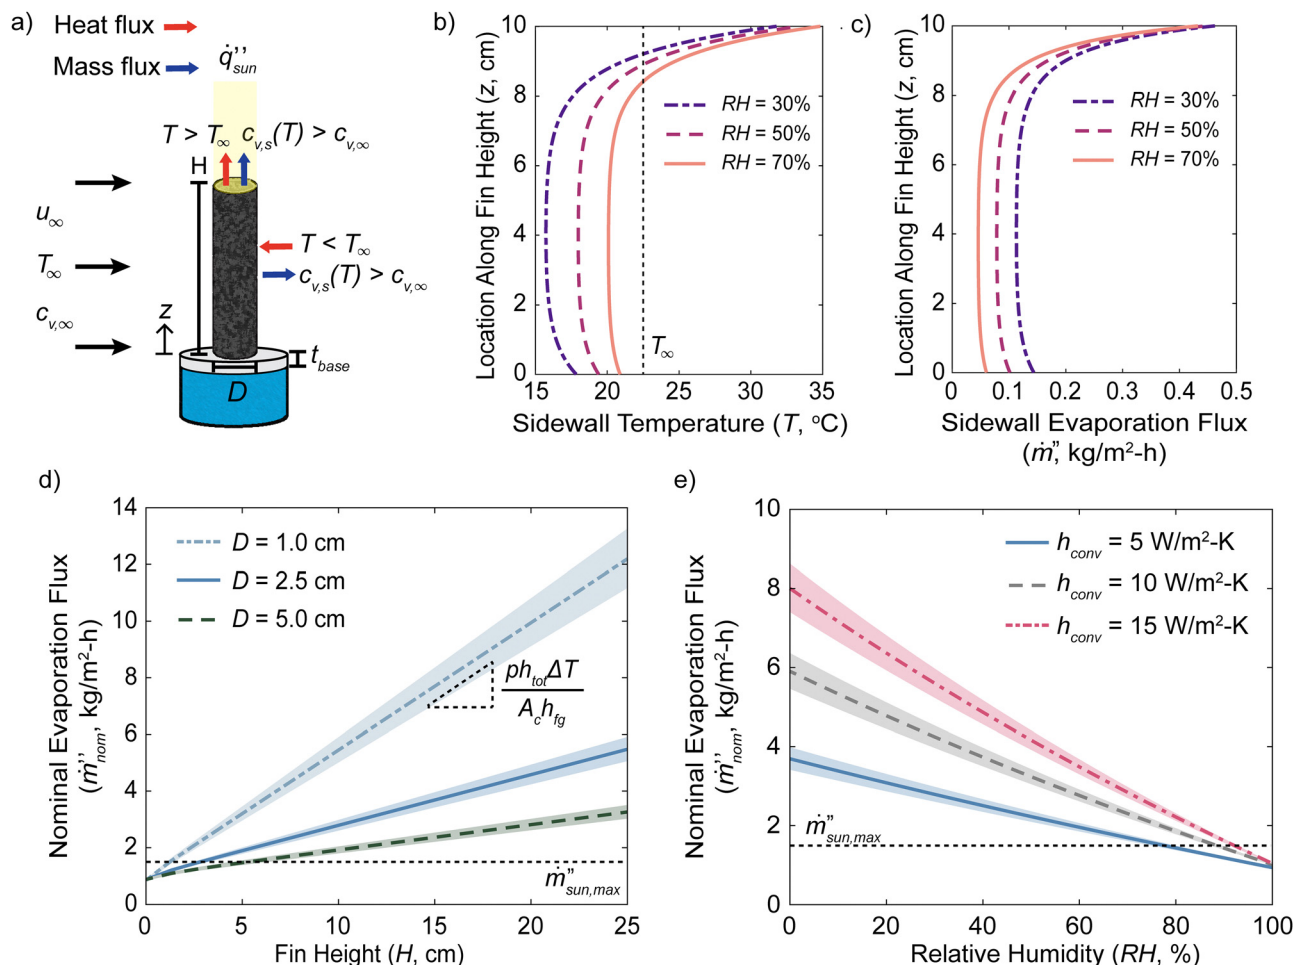 a)
Heat flux
Mass flux
q̇''sun
T > T∞ cv,s(T) > cv,∞
H
u∞
T∞
cv,∞
z
T < T∞
cv,s(T) > cv,∞
tbase
D
b)
Location Along Fin Height (z, cm)
10
8
6
4
2
0
RH = 30%
RH = 50%
RH = 70%
T∞
15 20 25 30 35
Sidewall Temperature (T, oC)
c)
Location Along Fin Height (z, cm)
10
8
6
4
2
0
RH = 30%
RH = 50%
RH = 70%
0 0.1 0.2 0.3 0.4 0.5
Sidewall Evaporation Flux
(ṁ'', kg/m2-h)
d)
Nominal Evaporation Flux
(ṁ''nom, kg/m2-h)
14
12
10
8
6
4
2
0
D = 1.0 cm
D = 2.5 cm
D = 5.0 cm
phtotΔT
Achfg
ṁ''sun,max
0 5 10 15 20 25
Fin Height (H, cm)
e)
Nominal Evaporation Flux
(ṁ''nom, kg/m2-h)
10
8
6
4
2
0
hconv = 5 W/m2-K
hconv = 10 W/m2-K
hconv = 15 W/m2-K
ṁ''sun,max
0 20 40 60 80 100
Relative Humidity (RH, %)